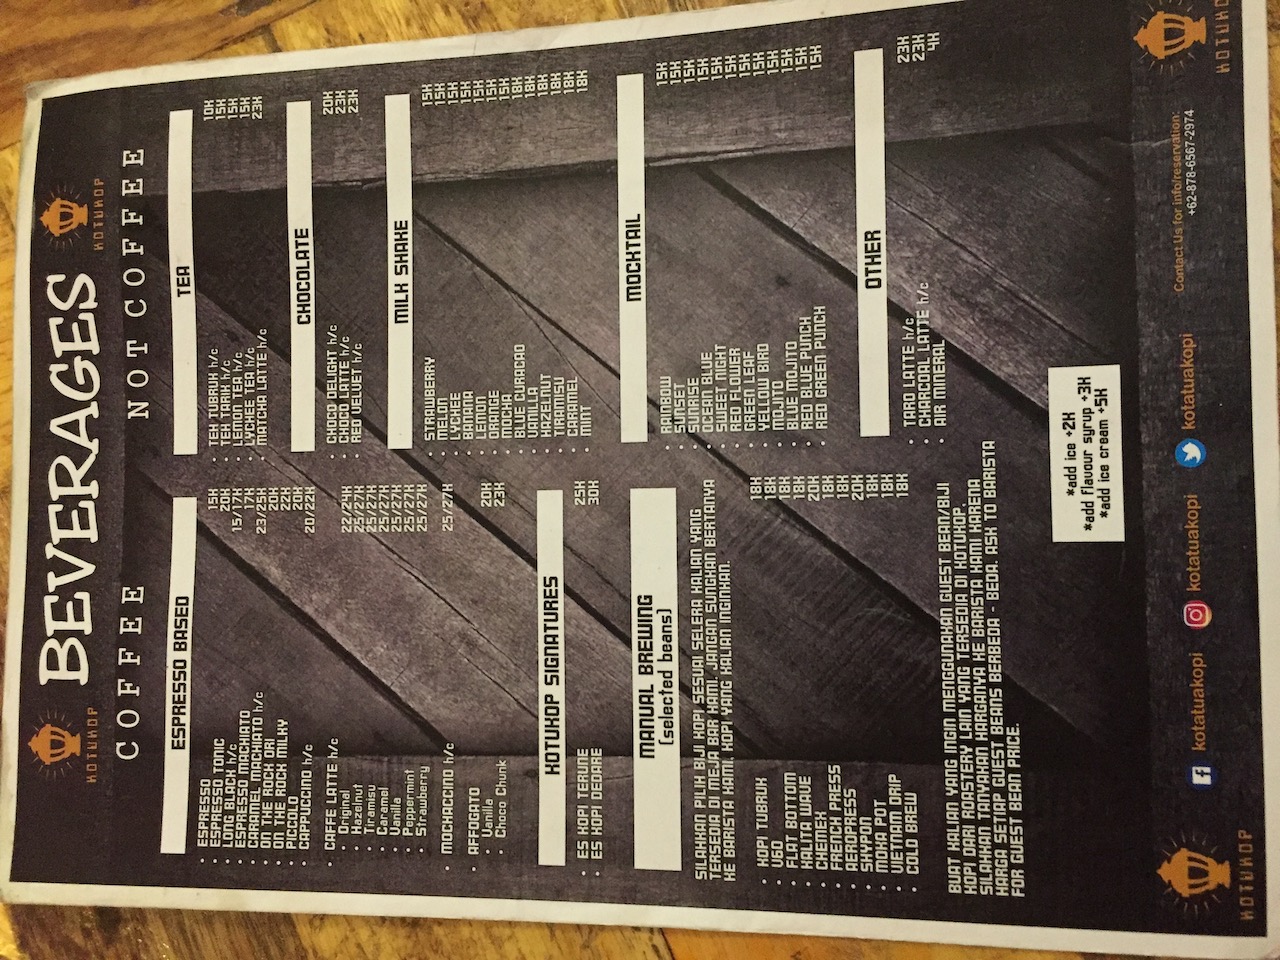 KOTUKOP
BEVERAGES
KOTUKOP
COFFEE
ESPRESSO BASED
• ESPRESSO 15K
• ESPRESSO TONIC 20K
• LONG BLACK h/c 15/17K
• ESPRESSO MACHIATO 17K
• CARAMEL MACHIATO h/c 23/25K
• ON THE ROCK ORI 20K
• ON THE ROCK MILKY 22K
• PICCOLO 20K
• CAPPUCCINO h/c 20/22K
• CAFFE LATTE h/c
• Original 22/24K
• Hazelnut 25/27K
• Tiramisu 25/27K
• Caramel 25/27K
• Vanilla 25/27K
• Peppermint 25/27K
• Strawberry 25/27K
• MOCHACCINO h/c 25/27K
• AFFOGATO
• Vanilla 20K
• Choco Chunk 23K
KOTUKOP SIGNATURES
• ES KOPI TERUNE 25K
• ES KOPI DEDARE 30K
MANUAL BREWING
(selected beans)
SILAHKAN PILIH BIJI KOPI SESUAI SELERA KALIAN YANG
TERSEDIA DI MEJA BAR KAMI. JANGAN SUNGKAN BERTANYA
KE BARISTA KAMI, KOPI YANG KALIAN INGINKAN.
• KOPI TUBRUK 18K
• V60 18K
• FLAT BOTTOM 18K
• KALITA WAVE 18K
• CHEMEX 20K
• FRENCH PRESS 18K
• AEROPRESS 18K
• SHYPON 20K
• MOKA POT 18K
• VIETNAM DRIP 18K
• COLD BREW 18K
BUAT KALIAN YANG INGIN MENGGUNAKAN GUEST BEAN/BIJI
KOPI DARI ROASTERY LAIN YANG TERSEDIA DI KOTUKOP.
SILAHKAN TANYAKAN HARGANYA KE BARISTA KAMI KARENA
HARGA SETIAP GUEST BEANS BERBEDA - BEDA. ASK TO BARISTA
FOR GUEST BEAN PRICE.
NOT COFFEE
TEA
• TEH TUBRUK h/c 10K
• TEH TARIK h/c 15K
• LEMON TEA h/c 15K
• LYCHEE TEA h/c 15K
• MATCHA LATTE h/c 23K
CHOCOLATE
• CHOCO DELIGHT h/c 20K
• CHOCO LATTE h/c 23K
• RED VELVET h/c 23K
MILK SHAKE
• STRAWBERRY 15K
• MELON 15K
• LYCHEE 15K
• BANANA 15K
• LEMON 15K
• ORANGE 15K
• MOCHA 15K
• BLUE CURACAO 18K
• VANILLA 18K
• HAZELNUT 18K
• TIRAMISU 18K
• CARAMEL 18K
• MINT 18K
MOCKTAIL
• RAINBOW 15K
• SUNSET 15K
• SUNRISE 15K
• OCEAN BLUE 15K
• SWEET NIGHT 15K
• RED FLOWER 15K
• GREEN LEAF 15K
• YELLOW BIRD 15K
• MOJITO 15K
• BLUE MOJITO 15K
• RED BLUE PUNCH 15K
• RED GREEN PUNCH 15K
OTHER
• TARO LATTE h/c 23K
• CHARCOAL LATTE h/c 23K
• AIR MINERAL 4K
*add ice +2K
*add flavour syrup +3K
*add ice cream +5K
KOTUKOP
kotatuakopi
kotatuakopi
kotatuakopi
Contact Us for info/reservation:
+62-878-6567-2974
KOTUKOP